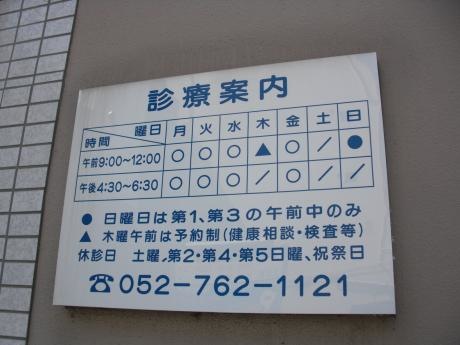 診療案内
時間 曜日 月 火 水 木 金 土 日
午前9:00〜12:00 ○ ○ ○ ▲ ○ ／ ●
午後4:30〜6:30 ○ ○ ○ ／ ○ ／ ／
● 日曜日は第1、第3の午前中のみ
▲ 木曜午前は予約制(健康相談・検査等)
休診日 土曜、第2・第4・第5日曜、祝祭日
☎052-762-1121